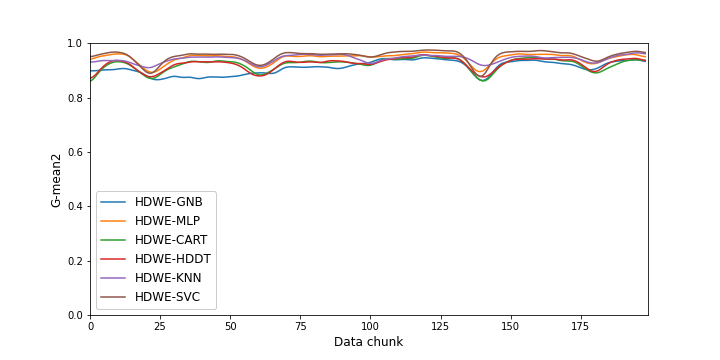 1.0
0.8
0.6
0.4
0.2
0.0
G-mean2
HDWE-GNB
HDWE-MLP
HDWE-CART
HDWE-HDDT
HDWE-KNN
HDWE-SVC
0 25 50 75 100 125 150 175
Data chunk